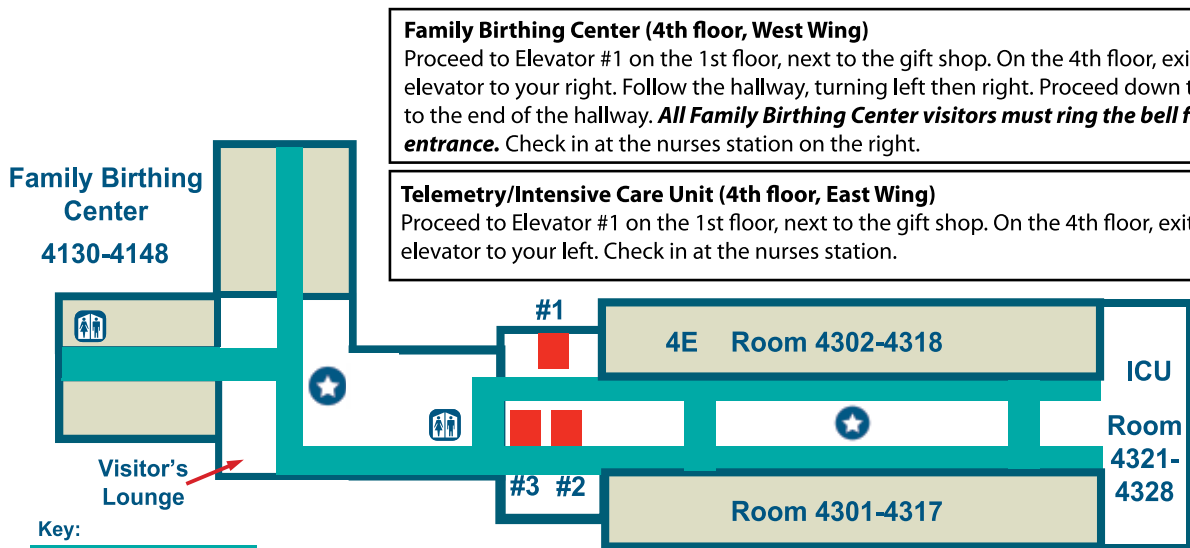 Family Birthing Center (4th floor, West Wing)
Proceed to Elevator #1 on the 1st floor, next to the gift shop. On the 4th floor, exi
elevator to your right. Follow the hallway, turning left then right. Proceed down t
to the end of the hallway. All Family Birthing Center visitors must ring the bell f
entrance. Check in at the nurses station on the right.
Telemetry/Intensive Care Unit (4th floor, East Wing)
Proceed to Elevator #1 on the 1st floor, next to the gift shop. On the 4th floor, exit
elevator to your left. Check in at the nurses station.
Family Birthing
Center
4130-4148
#1
4E Room 4302-4318
ICU
Room
4321-
4328
#3 #2
Room 4301-4317
Visitor's
Lounge
Key: